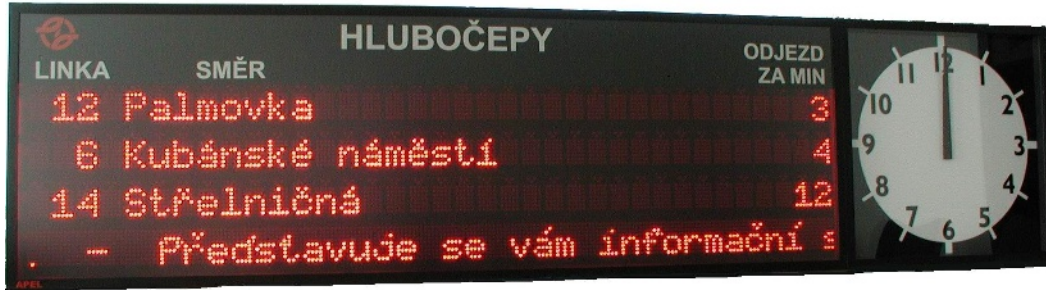 HLUBOČEPY
LINKA SMĚR ODJEZD ZA MIN
12 Palmovka 3
6 Kubánské náměstí 4
14 Střelničná 12
. - Představuje se vám informační s
APEL
12
1
2
3
4
5
6
7
8
9
10
11